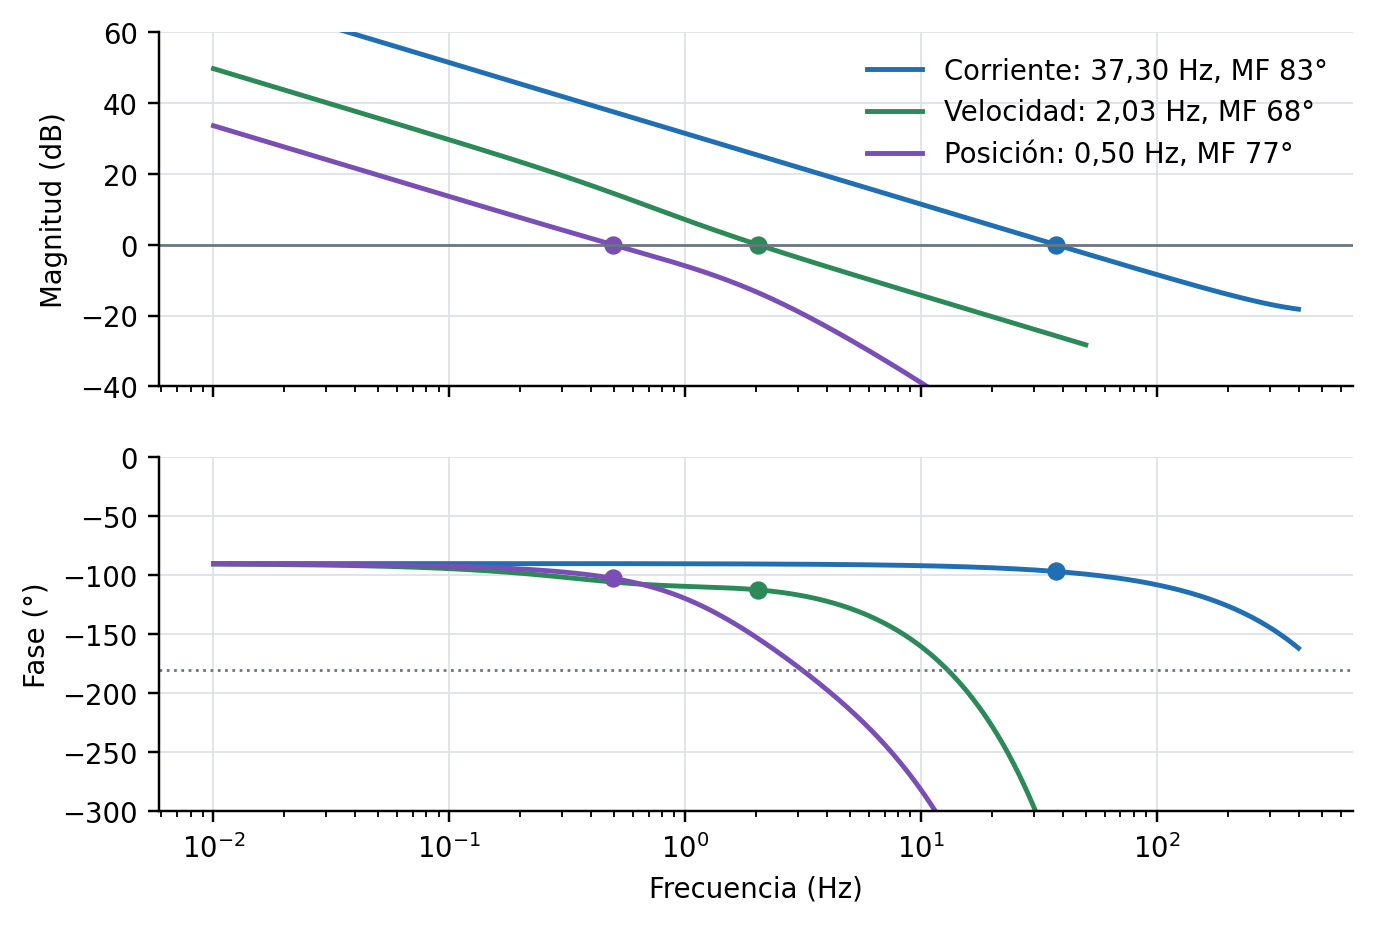 60
40
20
0
−20
−40
Magnitud (dB)
Corriente: 37,30 Hz, MF 83°
Velocidad: 2,03 Hz, MF 68°
Posición: 0,50 Hz, MF 77°
0
−50
−100
−150
−200
−250
−300
Fase (°)
10⁻² 10⁻¹ 10⁰ 10¹ 10²
Frecuencia (Hz)